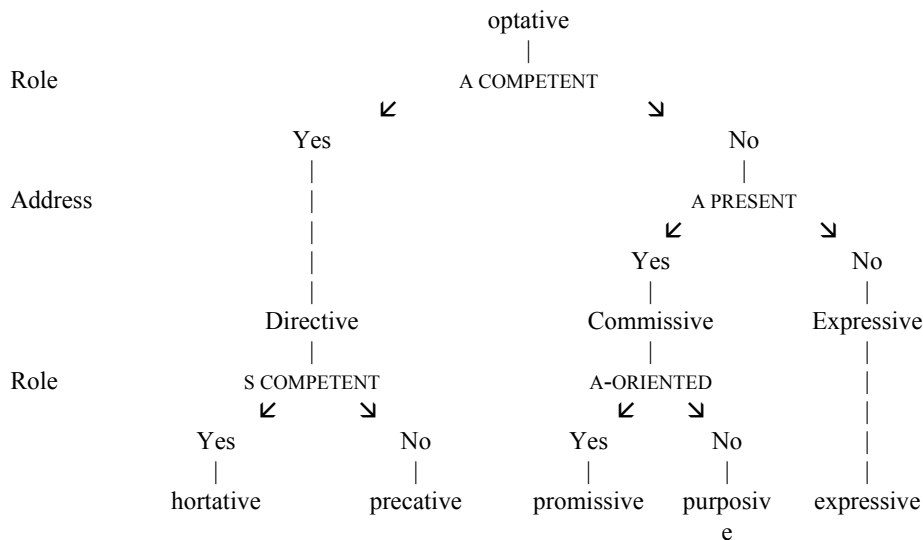 optative
|
Role A COMPETENT
↙ ↘
Yes No
| |
Address | A PRESENT
| ↙ ↘
| Yes No
| | |
Directive Commissive Expressive
| | |
Role S COMPETENT A-ORIENTED |
↙ ↘ ↙ ↘ |
Yes No Yes No |
| | | | |
hortative precative promissive purposiv expressive
e